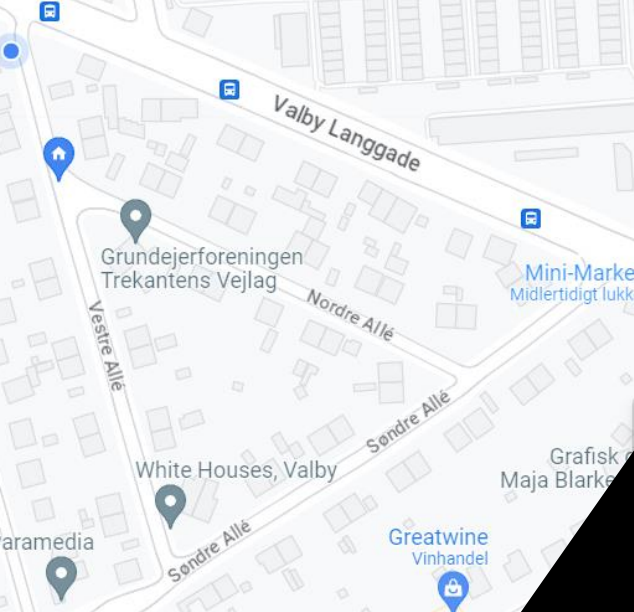 Valby Langgade
Grundejerforeningen
Trekantens Vejlag
Mini-Marke
Midlertidigt lukk
Nordre Allé
Vestre Allé
Søndre Allé
White Houses, Valby
Grafisk
Maja Blarke
Søndre Allé
Greatwine
Vinhandel
aramedia